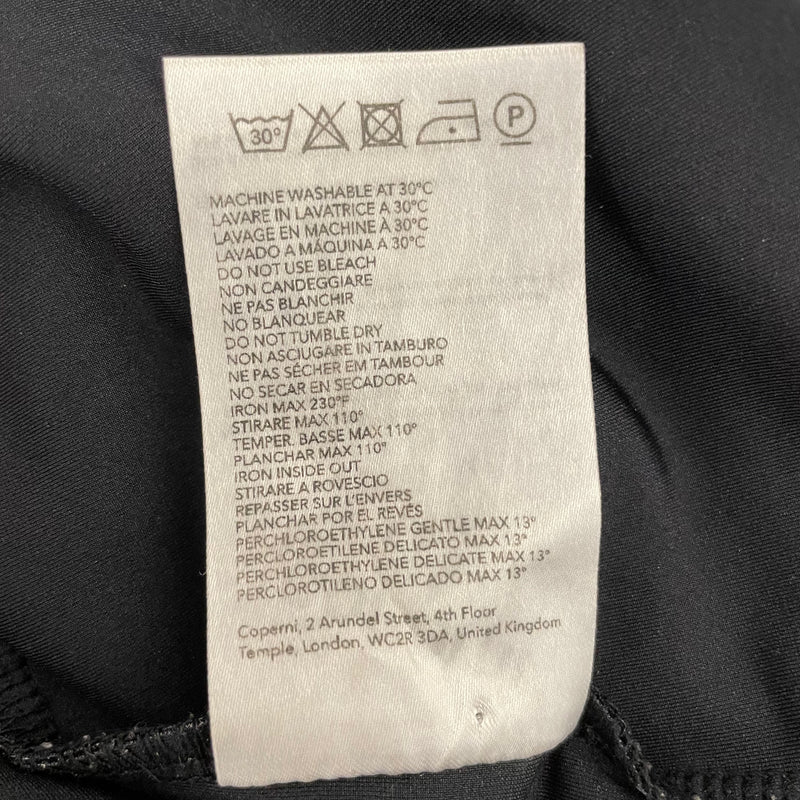 30°
P
MACHINE WASHABLE AT 30°C
LAVARE IN LAVATRICE A 30°C
LAVAGE EN MACHINE A 30°C
LAVADO A MÁQUINA A 30°C
DO NOT USE BLEACH
NON CANDEGGIARE
NE PAS BLANCHIR
NO BLANQUEAR
DO NOT TUMBLE DRY
NON ASCIUGARE IN TAMBURO
NE PAS SÉCHER EM TAMBOUR
NO SECAR EN SECADORA
IRON MAX 230°F
STIRARE MAX 110°
TEMPER. BASSE MAX 110°
PLANCHAR MAX 110°
IRON INSIDE OUT
STIRARE A ROVESCIO
REPASSER SUR L'ENVERS
PLANCHAR POR EL REVÉS
PERCHLOROETHYLENE GENTLE MAX 13°
PERCLOROETILENE DELICATO MAX 13°
PERCHLOROETHYLENE DELICATE MAX 13°
PERCLOROTILENO DELICADO MAX 13°
Coperni, 2 Arundel Street, 4th Floor
Temple, London, WC2R 3DA, United Kingdom